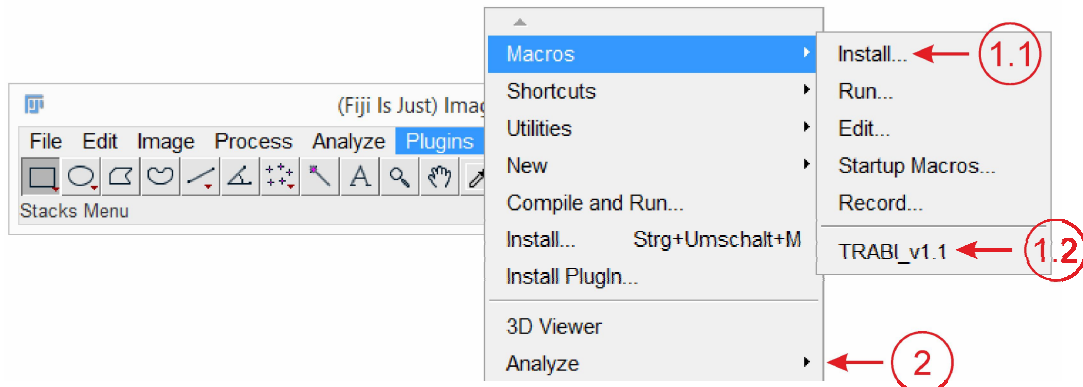 (Fiji Is Just) Imag
File Edit Image Process Analyze Plugins
A
Stacks Menu
Macros
Shortcuts
Utilities
New
Compile and Run...
Install... Strg+Umschalt+M
Install PlugIn...
3D Viewer
Analyze
Install...
Run...
Edit...
Startup Macros...
Record...
TRABI_v1.1
1.1
1.2
2